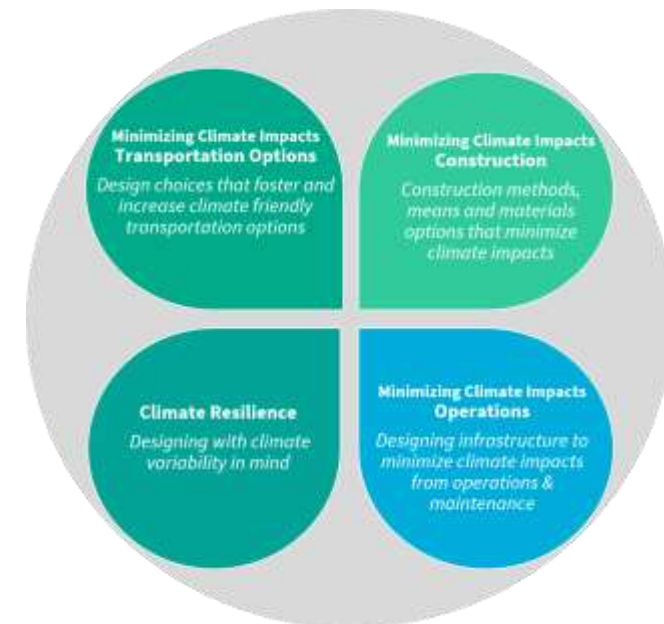 Minimizing Climate Impacts
Transportation Options
Design choices that foster and
increase climate friendly
transportation options
Minimizing Climate Impacts
Construction
Construction methods,
means and materials
options that minimize
climate impacts
Climate Resilience
Designing with climate
variability in mind
Minimizing Climate Impacts
Operations
Designing infrastructure to
minimize climate impacts
from operations &
maintenance